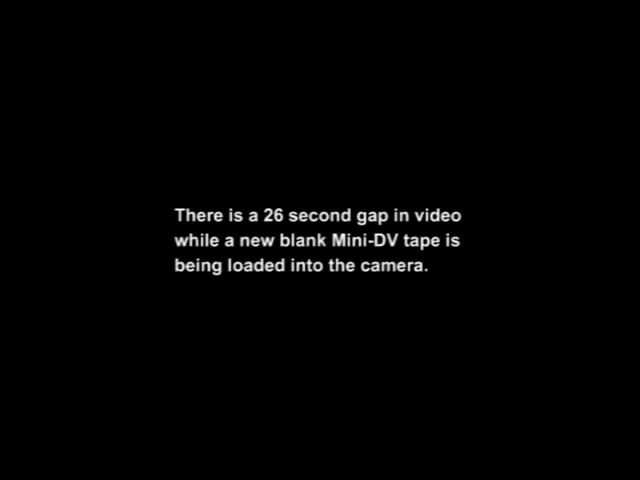 There is a 26 second gap in video
while a new blank Mini-DV tape is
being loaded into the camera.